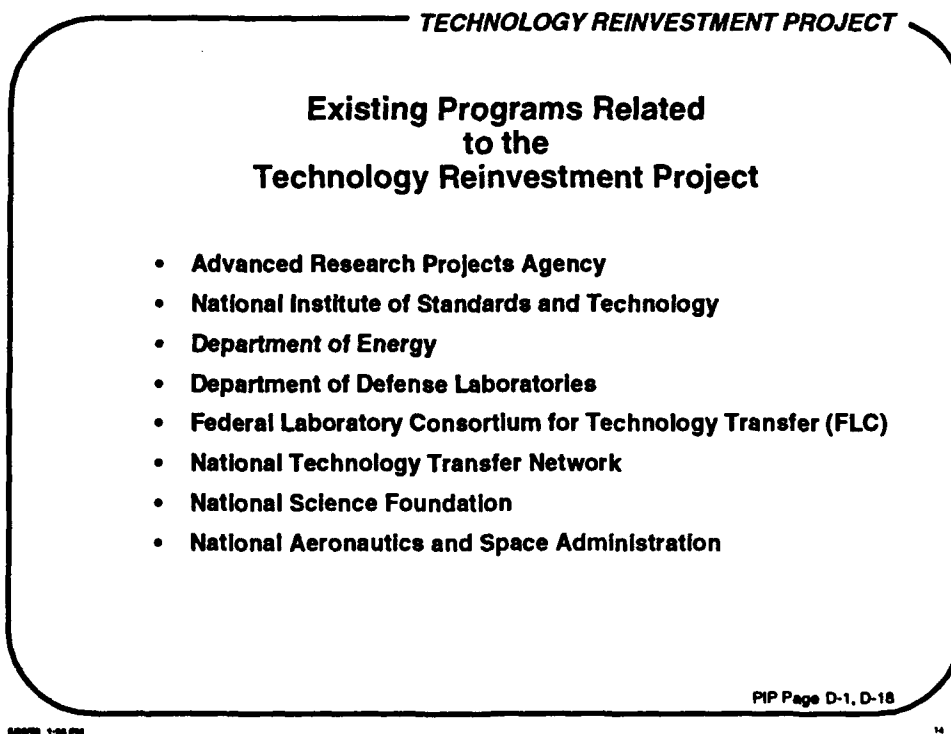 TECHNOLOGY REINVESTMENT PROJECT
Existing Programs Related
to the
Technology Reinvestment Project
• Advanced Research Projects Agency
• National Institute of Standards and Technology
• Department of Energy
• Department of Defense Laboratories
• Federal Laboratory Consortium for Technology Transfer (FLC)
• National Technology Transfer Network
• National Science Foundation
• National Aeronautics and Space Administration
PIP Page D-1, D-18
PM
14